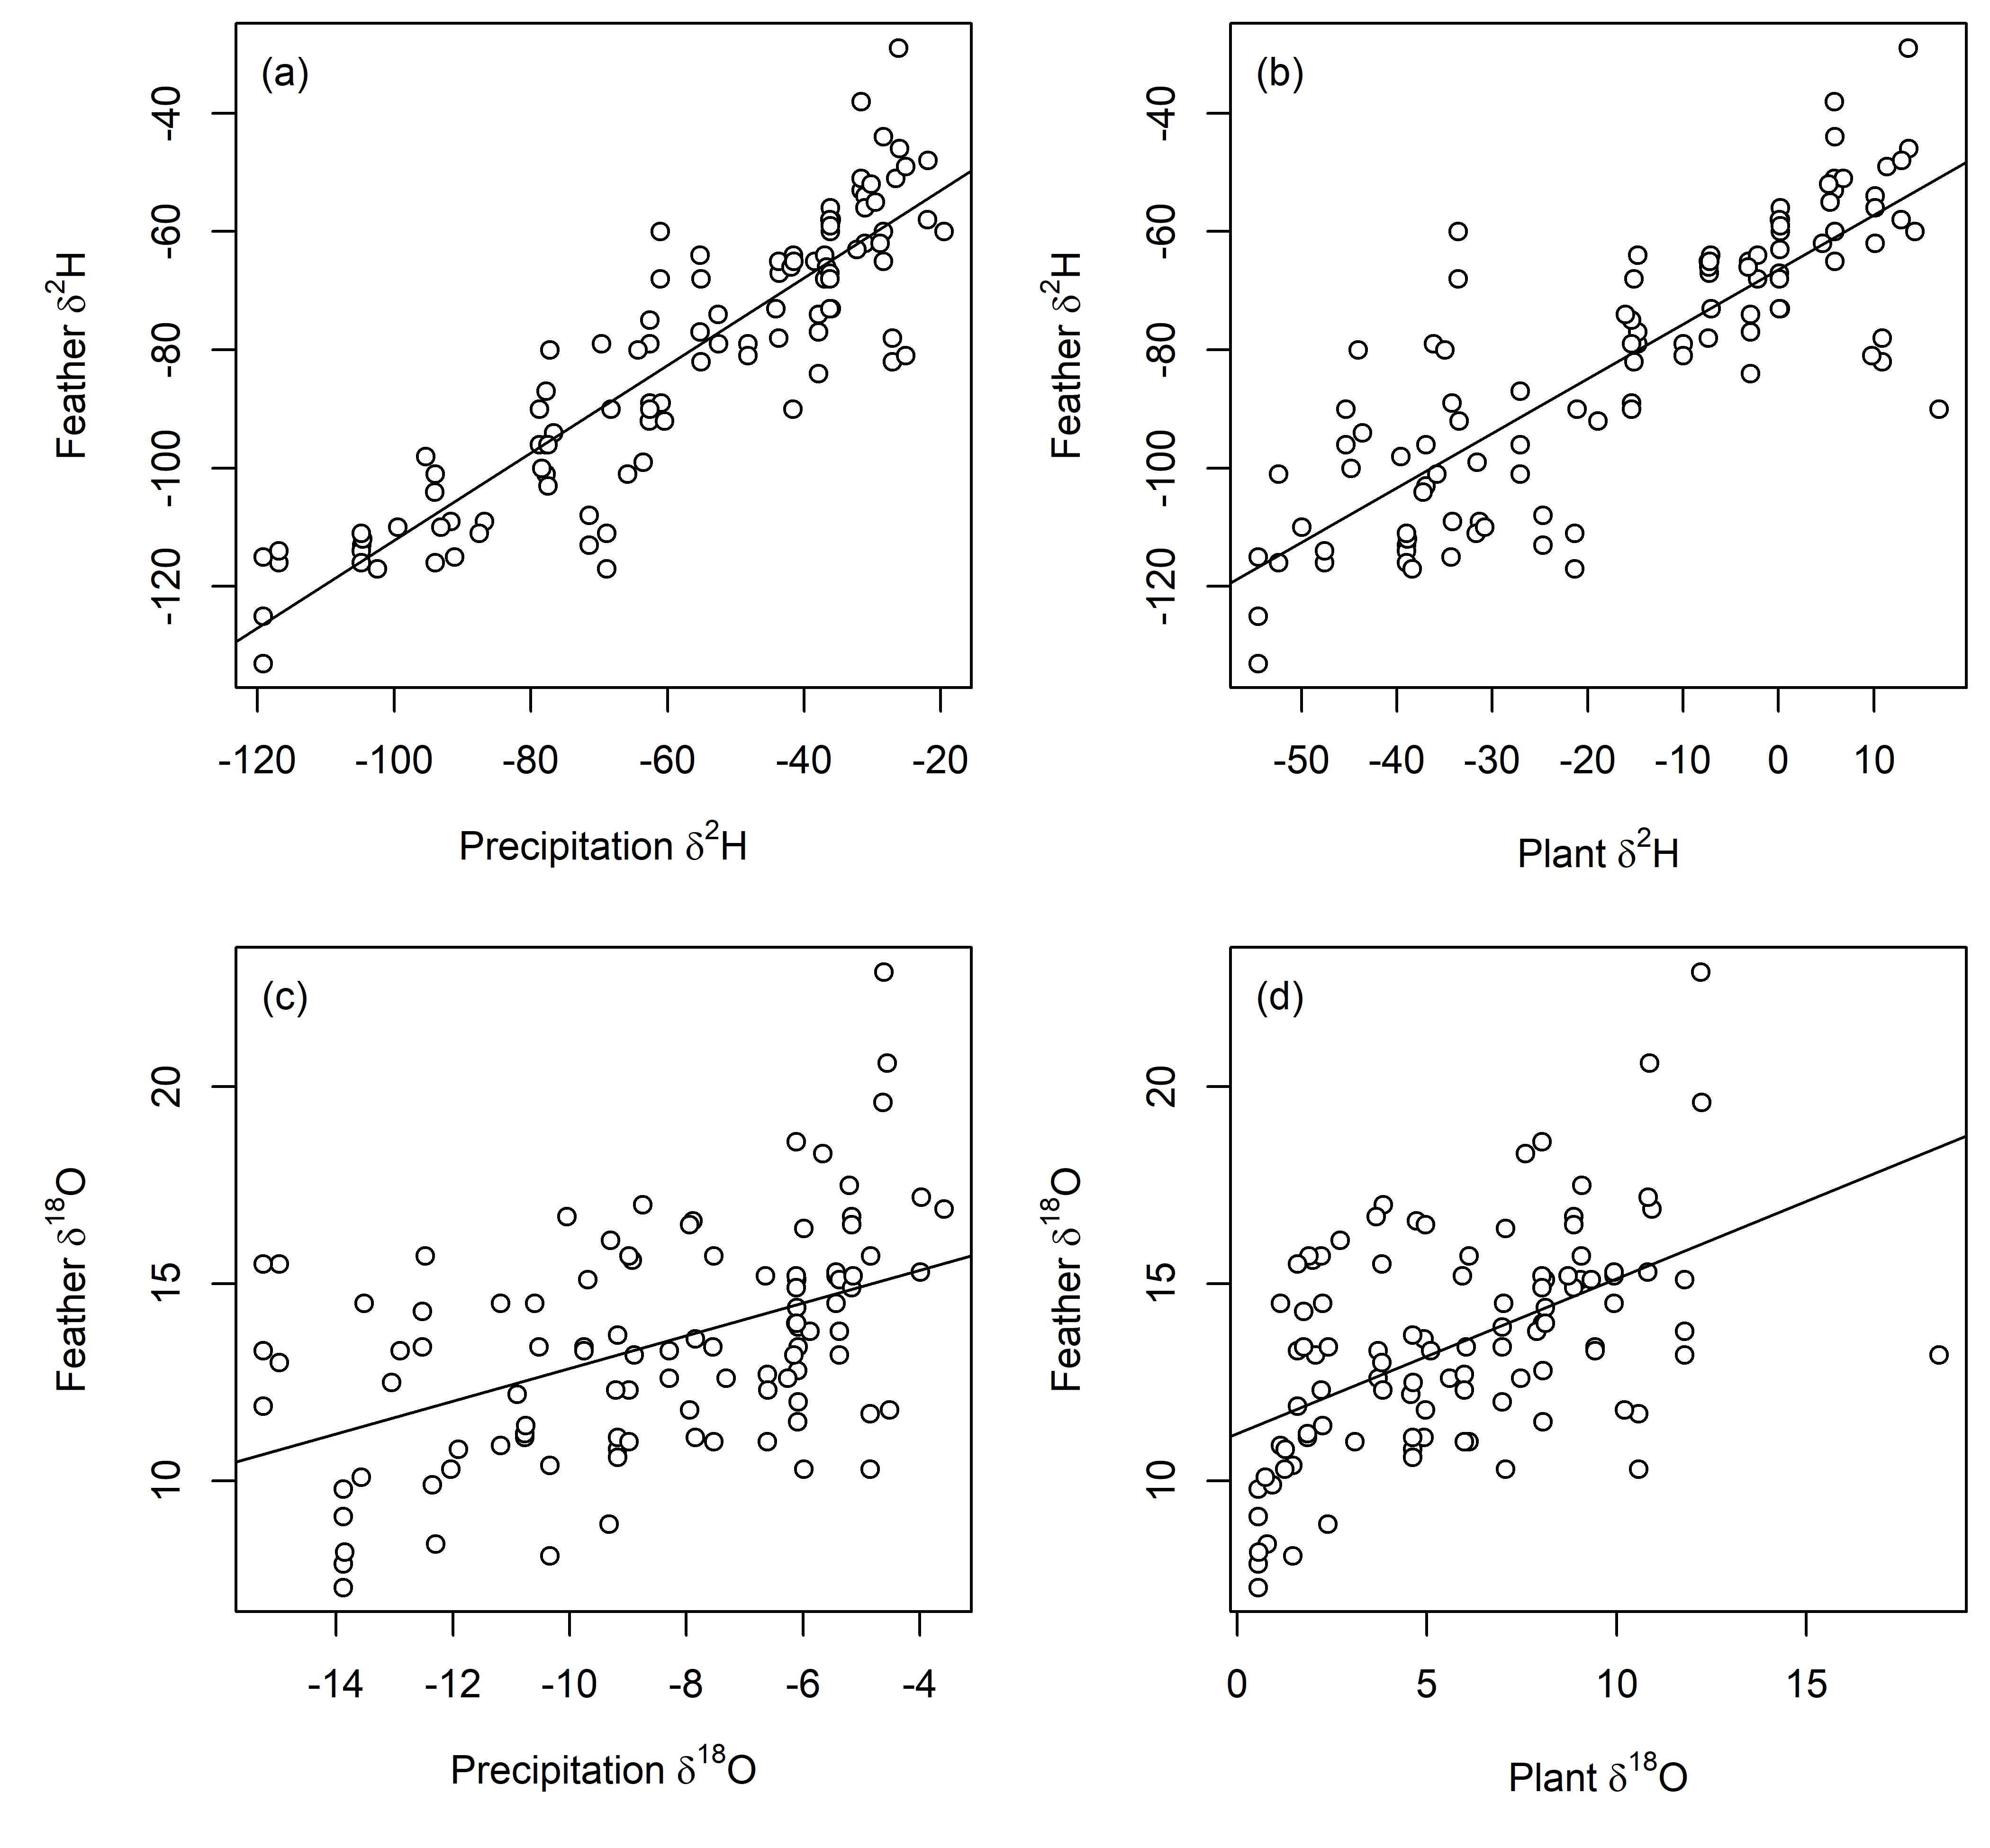 (a)
Feather δ²H
-40
-60
-80
-100
-120
-120 -100 -80 -60 -40 -20
Precipitation δ²H
(b)
Feather δ²H
-40
-60
-80
-100
-120
-50 -40 -30 -20 -10 0 10
Plant δ²H
(c)
Feather δ¹⁸O
20
15
10
-14 -12 -10 -8 -6 -4
Precipitation δ¹⁸O
(d)
Feather δ¹⁸O
20
15
10
0 5 10 15
Plant δ¹⁸O